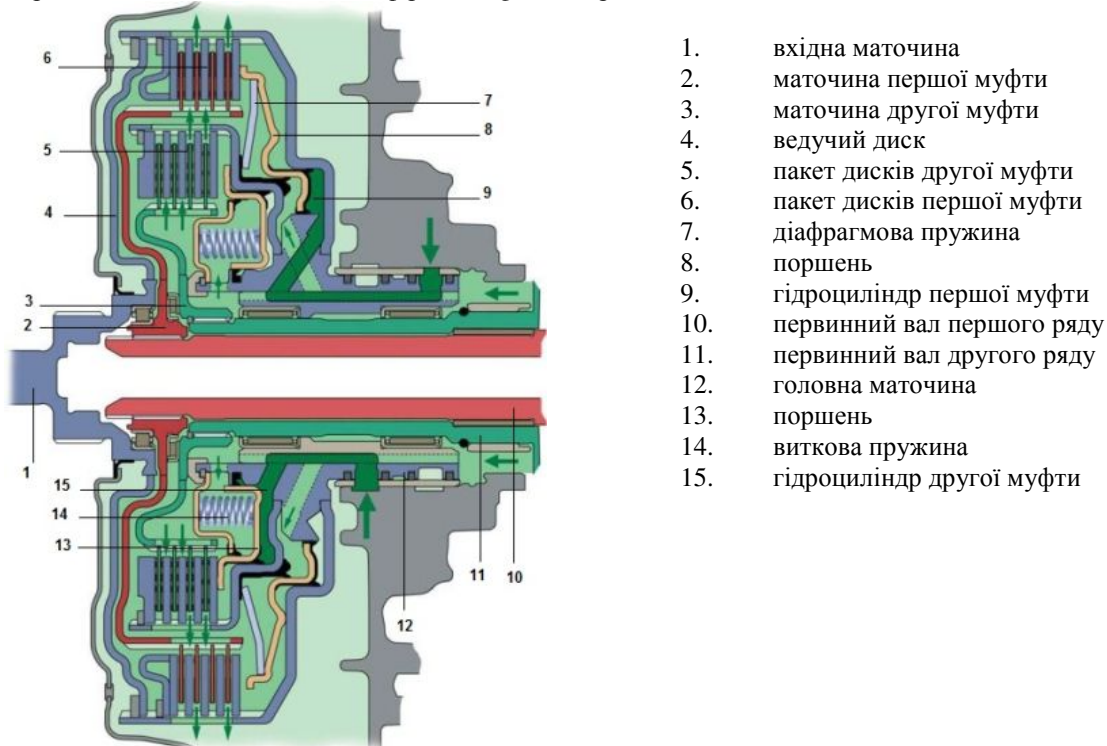 6
7
8
5
9
4
3
2
1
15
14
13
11
10
12
1. вхідна маточина
2. маточина першої муфти
3. маточина другої муфти
4. ведучий диск
5. пакет дисків другої муфти
6. пакет дисків першої муфти
7. діафрагмова пружина
8. поршень
9. гідроциліндр першої муфти
10. первинний вал першого ряду
11. первинний вал другого ряду
12. головна маточина
13. поршень
14. виткова пружина
15. гідроциліндр другої муфти